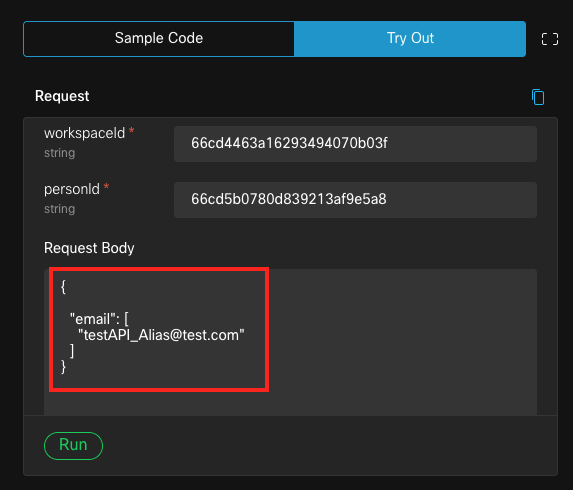 Sample Code
Try Out
Request
workspaceId *
string
66cd4463a16293494070b03f
personId *
string
66cd5b0780d839213af9e5a8
Request Body
{
"email": [
"testAPI_Alias@test.com"
]
}
Run